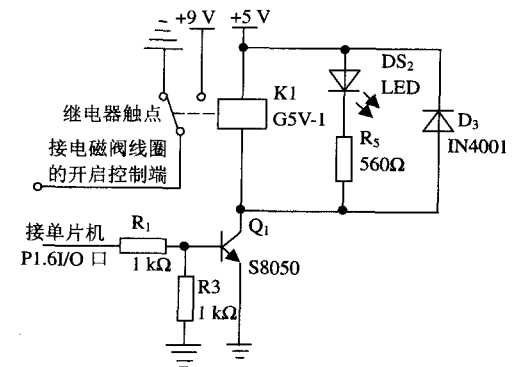 +9 V
+5 V
DS2
LED
K1
G5V-1
继电器触点
D3
IN4001
接电磁阀线圈
的开启控制端
R5
560Ω
接单片机
R1
Q1
P1.6I/O 口
1 kΩ
S8050
R3
1 kΩ